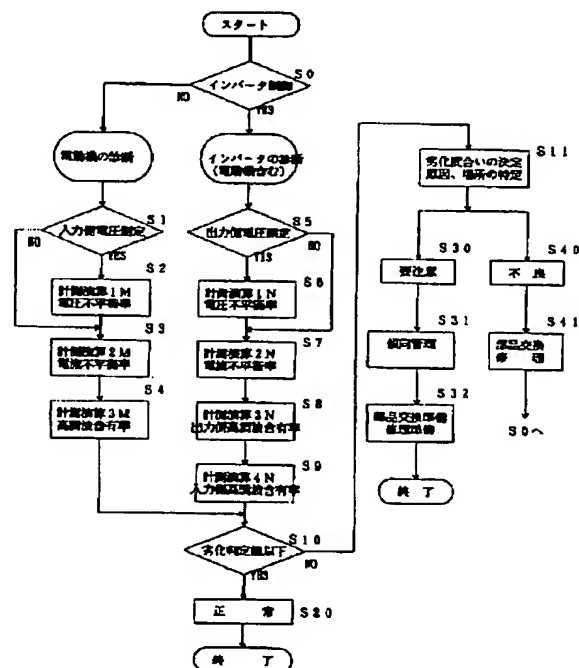 スタート
S0
インバータ制御
NO
YES
電動機の診断
インバータの診断
(電動機含む)
S1
入力側電圧測定
NO
YES
S5
出力側電圧測定
YES
NO
S2
計測演算1M
電圧不平衡率
S6
計測演算1N
電圧不平衡率
S3
計測演算2M
電流不平衡率
S7
計測演算2N
電流不平衡率
S4
計測演算3M
高調波含有率
S8
計測演算3N
出力側高調波含有率
S9
計測演算4N
入力側高調波含有率
S10
劣化判定値以下
NO
YES
正 常
S20
終 了
S11
劣化度合いの決定
原因、場所の特定
S30
要注意
S40
不 良
S31
傾向管理
S41
部品交換
修 理
S32
部品交換準備
修理準備
S0へ
終 了